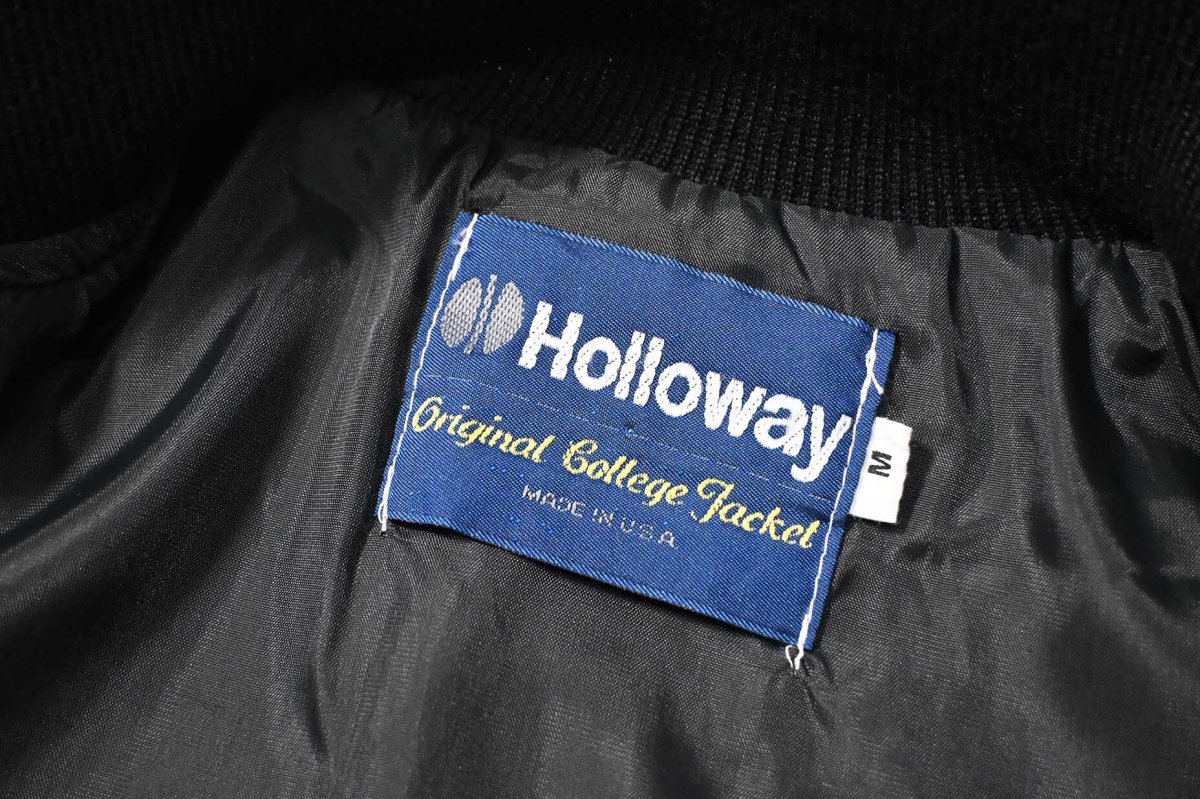 Holloway
Original College Jacket
MADE IN U.S.A
M